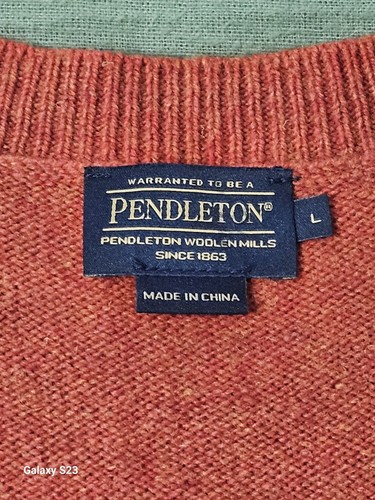 WARRANTED TO BE A
PENDLETON®
PENDLETON WOOLEN MILLS
SINCE 1863
L
MADE IN CHINA
Galaxy S23